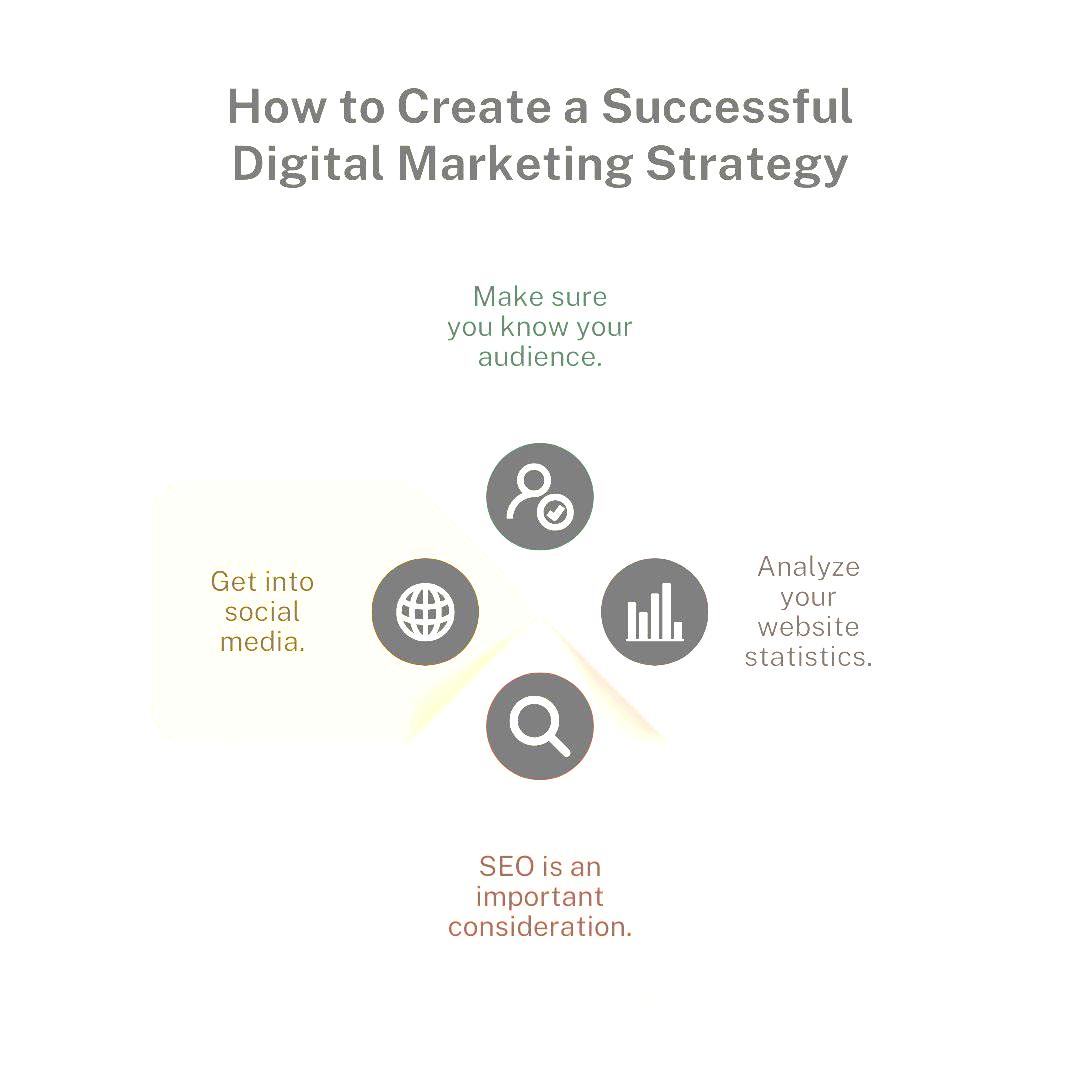 How to Create a Successful
Digital Marketing Strategy
Make sure
you know your
audience.
Get into
social
media.
Analyze
your
website
statistics.
SEO is an
important
consideration.